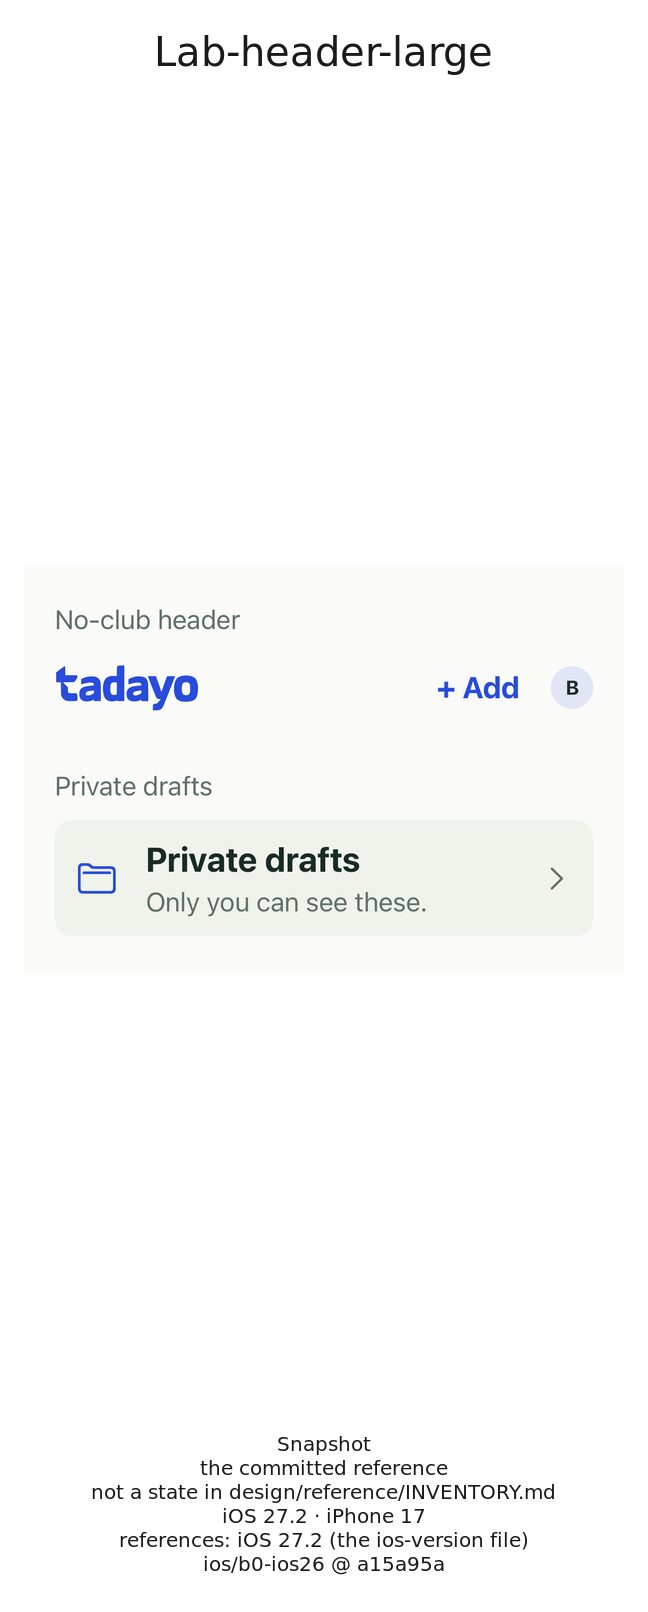 Lab-header-large
No-club header
tadayo
+ Add
B
Private drafts
Private drafts
Only you can see these.
Snapshot
the committed reference
not a state in design/reference/INVENTORY.md
iOS 27.2 · iPhone 17
references: iOS 27.2 (the ios-version file)
ios/b0-ios26 @ a15a95a